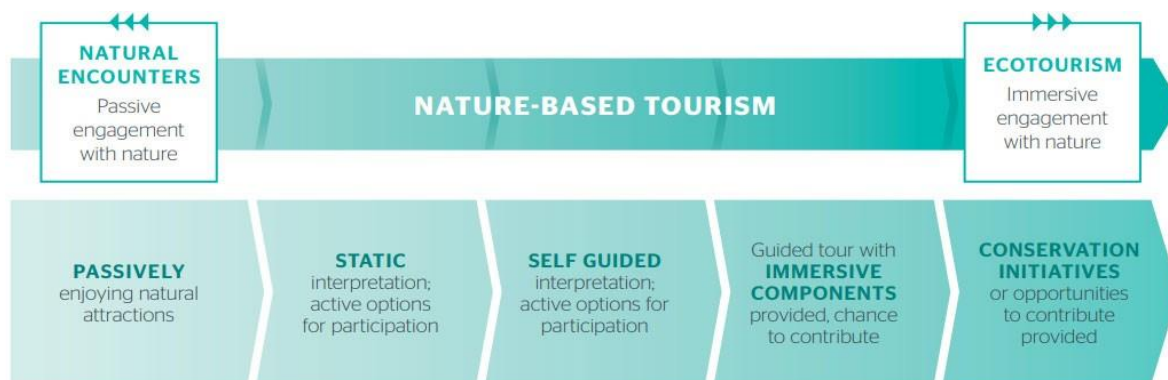 NATURAL
ENCOUNTERS
Passive
engagement
with nature
NATURE-BASED TOURISM
ECOTOURISM
Immersive
engagement
with nature
PASSIVELY
enjoying natural
attractions
STATIC
interpretation;
active options
for participation
SELF GUIDED
interpretation;
active options for
participation
Guided tour with
IMMERSIVE
COMPONENTS
provided, chance
to contribute
CONSERVATION
INITIATIVES
or opportunities
to contribute
provided